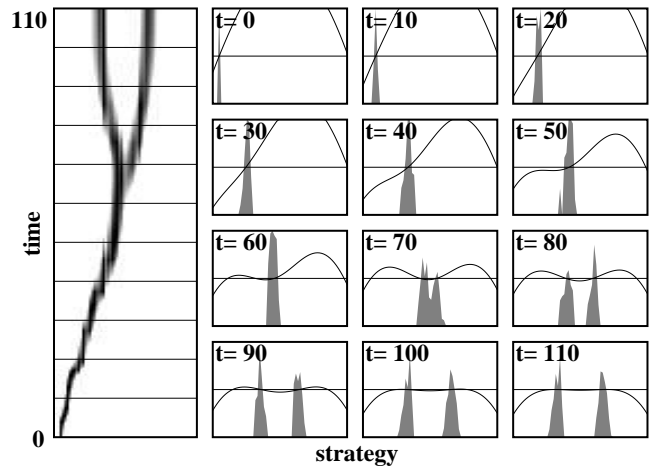 110
t= 0
t= 10
t= 20
t= 30
t= 40
t= 50
time
t= 60
t= 70
t= 80
t= 90
t= 100
t= 110
0
strategy